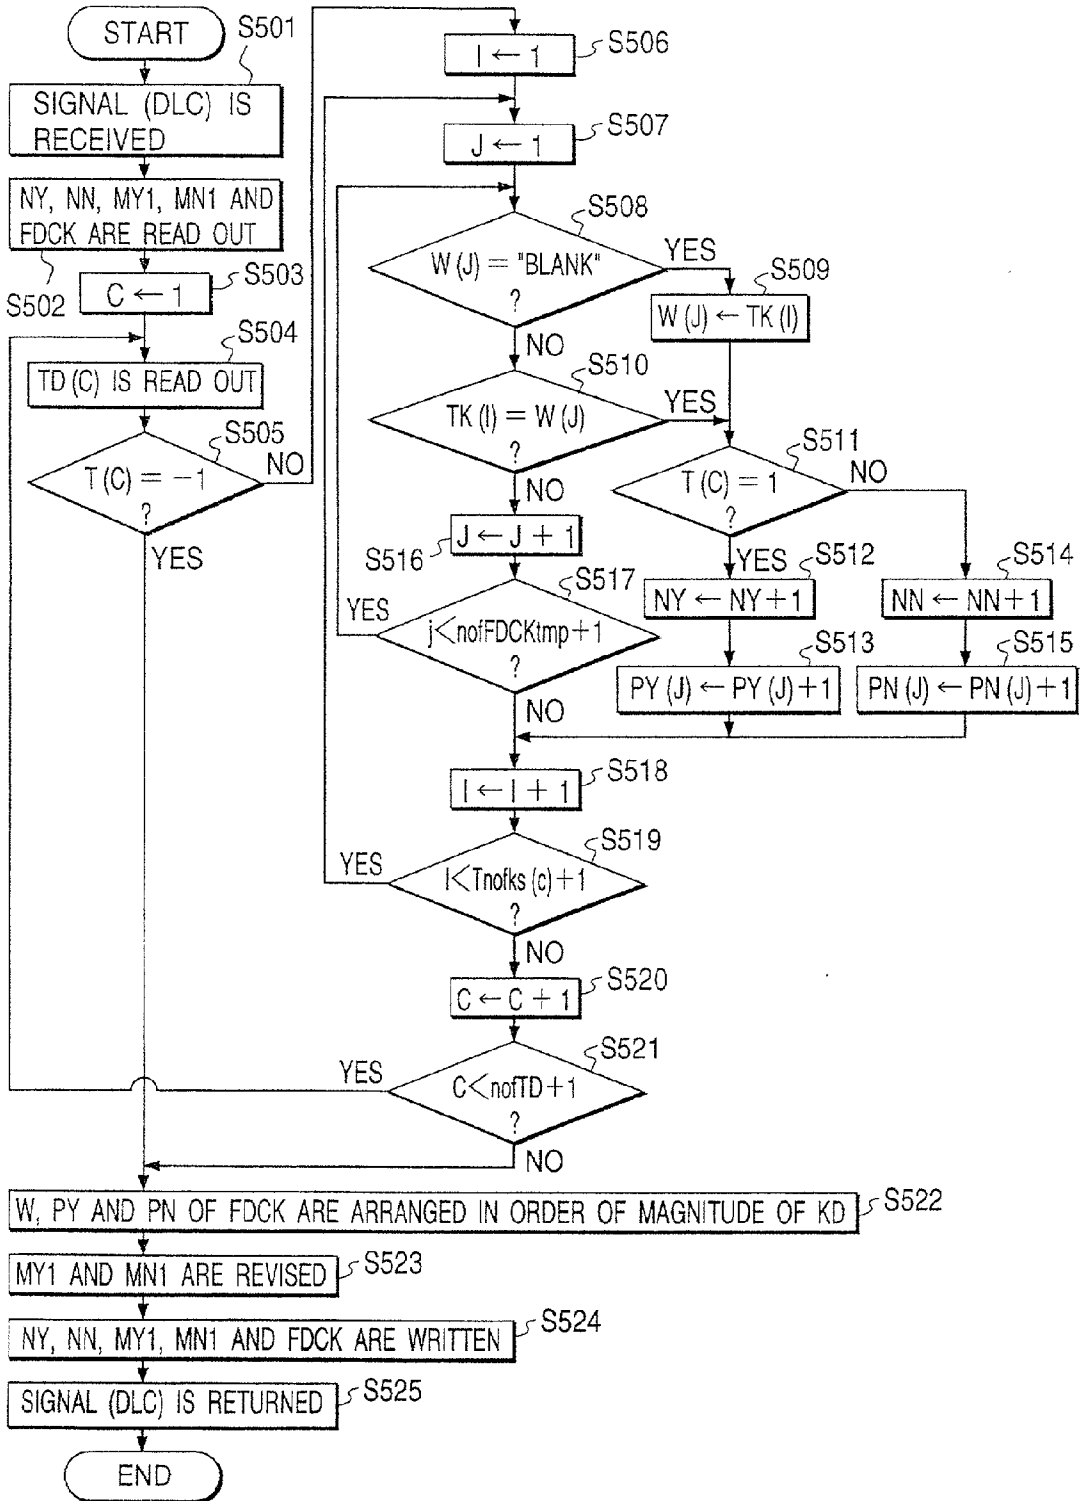 START
S501
SIGNAL (DLC) IS
RECEIVED
NY, NN, MY1, MN1 AND
FDCK ARE READ OUT
S502
C ← 1
S503
S504
TD (C) IS READ OUT
S505
T (C) = −1
?
NO
YES
I ← 1
S506
S507
J ← 1
S508
W (J) = "BLANK"
?
YES
NO
S509
W (J) ← TK (I)
S510
TK (I) = W (J)
?
YES
NO
S511
T (C) = 1
?
NO
YES
S516
J ← J + 1
S517
j<nofFDCKtmp+1
?
YES
NO
S512
NY ← NY+1
S513
PY (J) ← PY (J)+1
S514
NN ← NN+1
S515
PN (J) ← PN (J)+1
S518
I ← I + 1
S519
I<Tnofks (c)+1
?
YES
NO
S520
C ← C + 1
S521
C<nofTD+1
?
YES
NO
W, PY AND PN OF FDCK ARE ARRANGED IN ORDER OF MAGNITUDE OF KD
S522
MY1 AND MN1 ARE REVISED
S523
NY, NN, MY1, MN1 AND FDCK ARE WRITTEN
S524
SIGNAL (DLC) IS RETURNED
S525
END